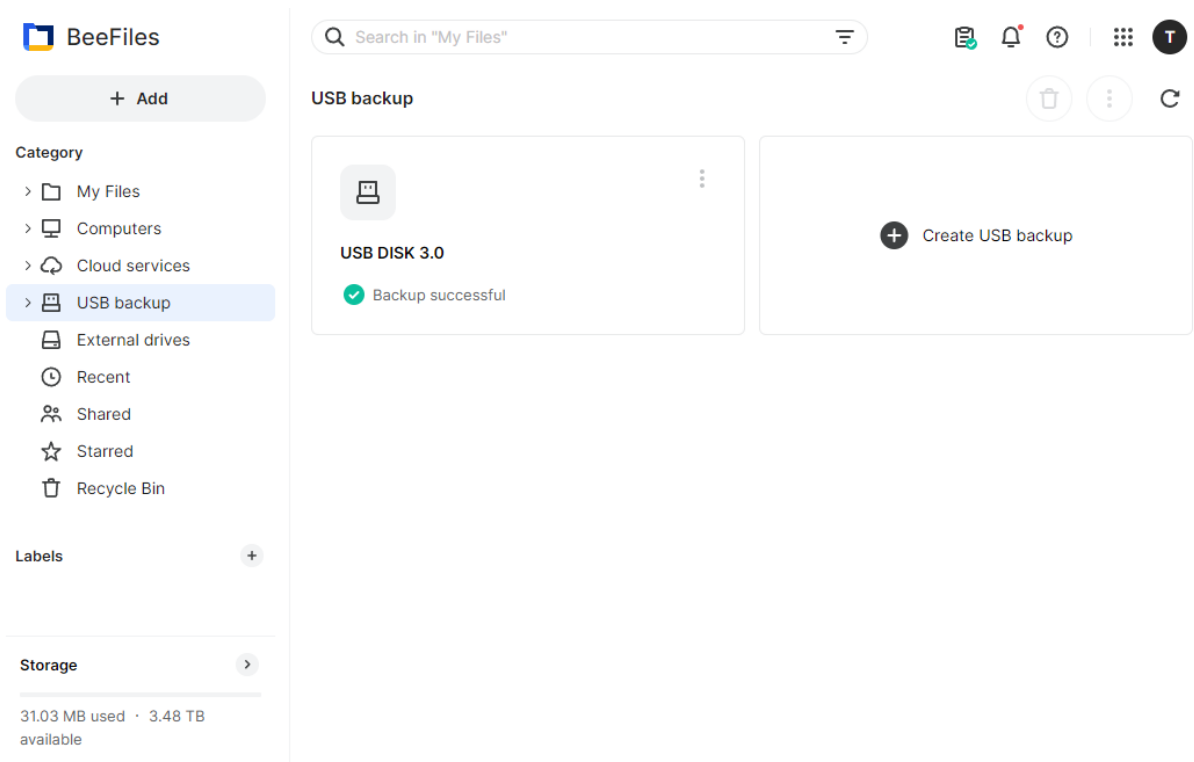 BeeFiles
Search in "My Files"
T
+ Add
USB backup
Category
My Files
Computers
Cloud services
USB backup
External drives
Recent
Shared
Starred
Recycle Bin
USB DISK 3.0
Backup successful
Create USB backup
Labels
Storage
31.03 MB used · 3.48 TB
available